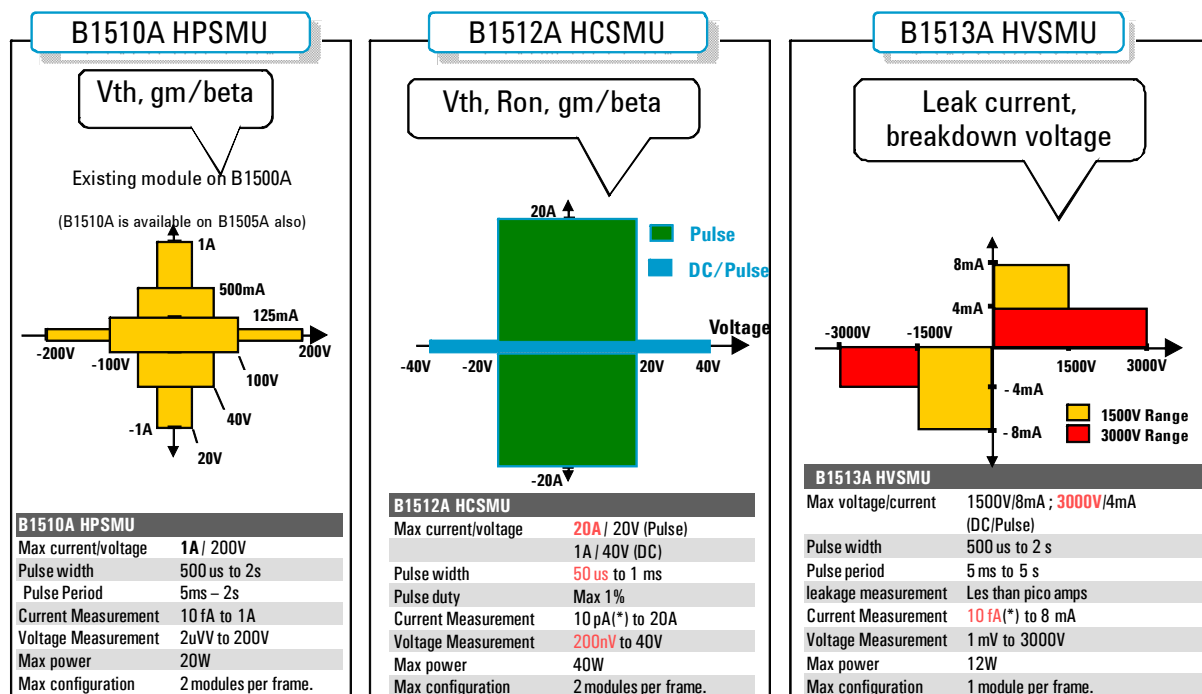 B1510A HPSMU
Vth, gm/beta
Existing module on B1500A
(B1510A is available on B1505A also)
1A
500mA
125mA
-200V
200V
-100V
100V
40V
-1A
20V
B1510A HPSMU
Max current/voltage 1A / 200V
Pulse width 500 us to 2s
Pulse Period 5ms – 2s
Current Measurement 10 fA to 1A
Voltage Measurement 2uVV to 200V
Max power 20W
Max configuration 2 modules per frame.
B1512A HCSMU
Vth, Ron, gm/beta
20A
Pulse
DC/Pulse
Voltage
-40V -20V 20V 40V
-20A
B1512A HCSMU
Max current/voltage 20A / 20V (Pulse)
1A / 40V (DC)
Pulse width 50 us to 1 ms
Pulse duty Max 1%
Current Measurement 10 pA(*) to 20A
Voltage Measurement 200nV to 40V
Max power 40W
Max configuration 2 modules per frame.
B1513A HVSMU
Leak current,
breakdown voltage
8mA
4mA
-3000V -1500V
1500V 3000V
- 4mA
- 8mA
1500V Range
3000V Range
B1513A HVSMU
Max voltage/current 1500V/8mA ; 3000V/4mA
(DC/Pulse)
Pulse width 500 us to 2 s
Pulse period 5 ms to 5 s
leakage measurement Les than pico amps
Current Measurement 10 fA(*) to 8 mA
Voltage Measurement 1 mV to 3000V
Max power 12W
Max configuration 1 module per frame.